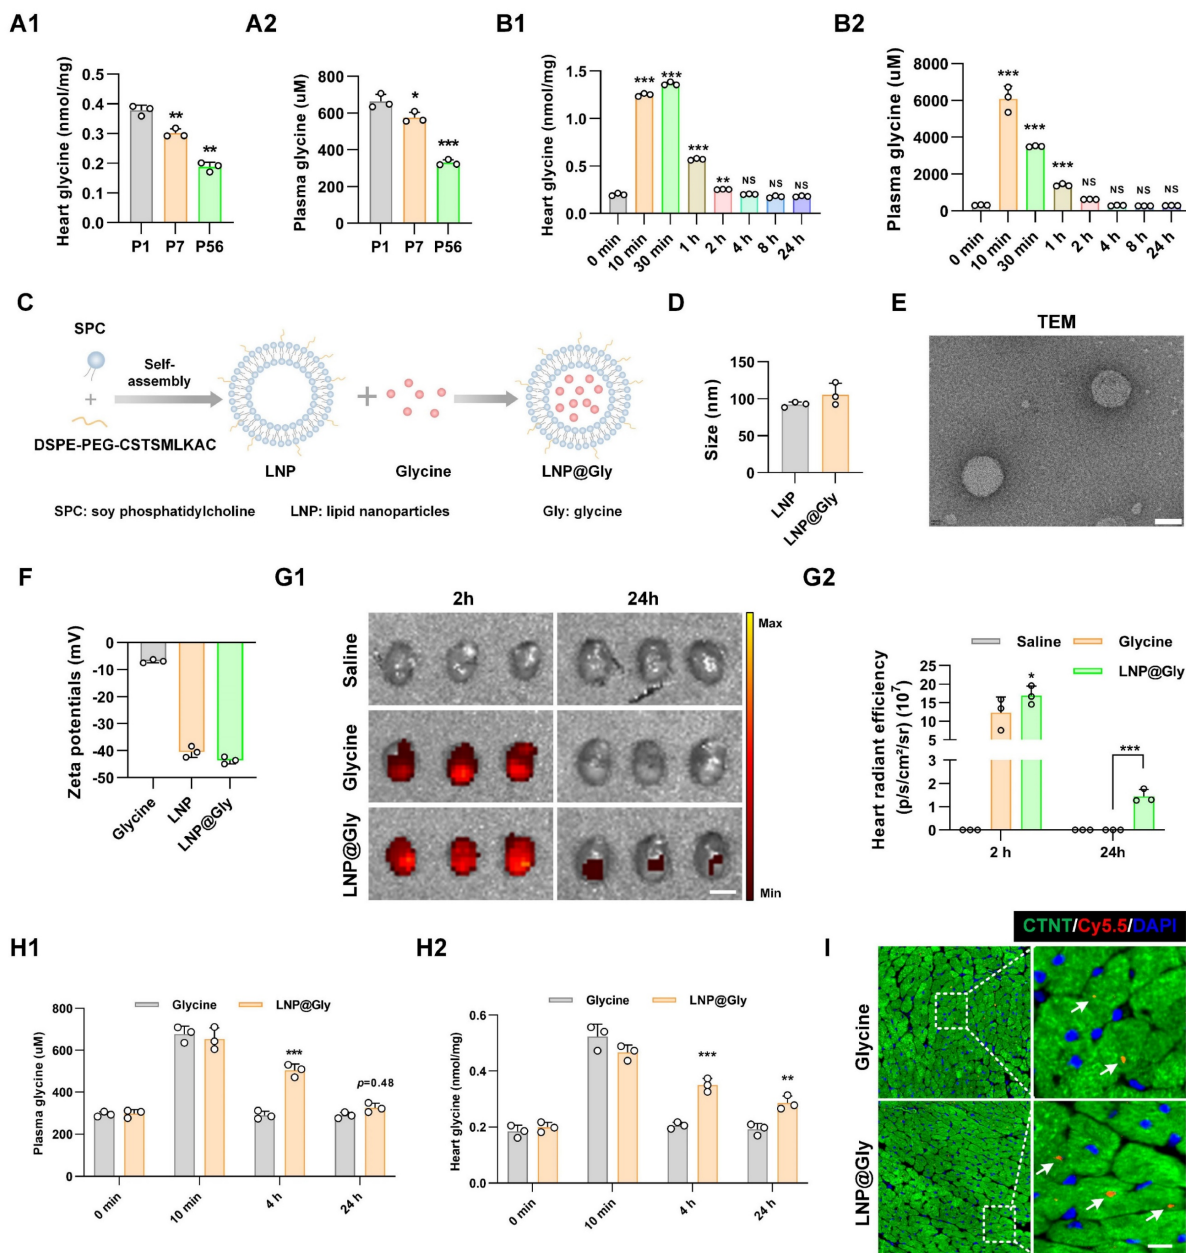 A1
Heart glycine (nmol/mg)
0.5
0.4
0.3
0.2
0.1
0.0
**
**
P1 P7 P56
A2
Plasma glycine (uM)
800
600
400
200
0
*
***
P1 P7 P56
B1
Heart glycine (nmol/mg)
1.5
1.0
0.5
0.0
*** *** *** ** NS NS NS
0 min 10 min 30 min 1 h 2 h 4 h 8 h 24 h
B2
Plasma glycine (uM)
8000
6000
4000
2000
0
*** *** *** NS NS NS NS
0 min 10 min 30 min 1 h 2 h 4 h 8 h 24 h
C
SPC
+
DSPE-PEG-CSTSMLKAC
Self-
assembly
LNP
+
Glycine
LNP@Gly
SPC: soy phosphatidylcholine LNP: lipid nanoparticles Gly: glycine
D
Size (nm)
150
100
50
0
LNP LNP@Gly
E
TEM
F
Zeta potentials (mV)
0
-10
-20
-30
-40
-50
Glycine LNP LNP@Gly
G1
2h 24h
Saline
Glycine
LNP@Gly
Max
Min
G2
Saline Glycine
LNP@Gly
Heart radiant efficiency
(p/s/cm²/sr) (10⁷)
25
20
15
10
5
3
2
1
0
*
***
2 h 24h
H1
Glycine LNP@Gly
Plasma glycine (uM)
800
600
400
200
0
***
p=0.48
0 min 10 min 4 h 24 h
H2
Glycine LNP@Gly
Heart glycine (nmol/mg)
0.6
0.4
0.2
0.0
***
**
0 min 10 min 4 h 24 h
I
CTNT/Cy5.5/DAPI
Glycine
LNP@Gly